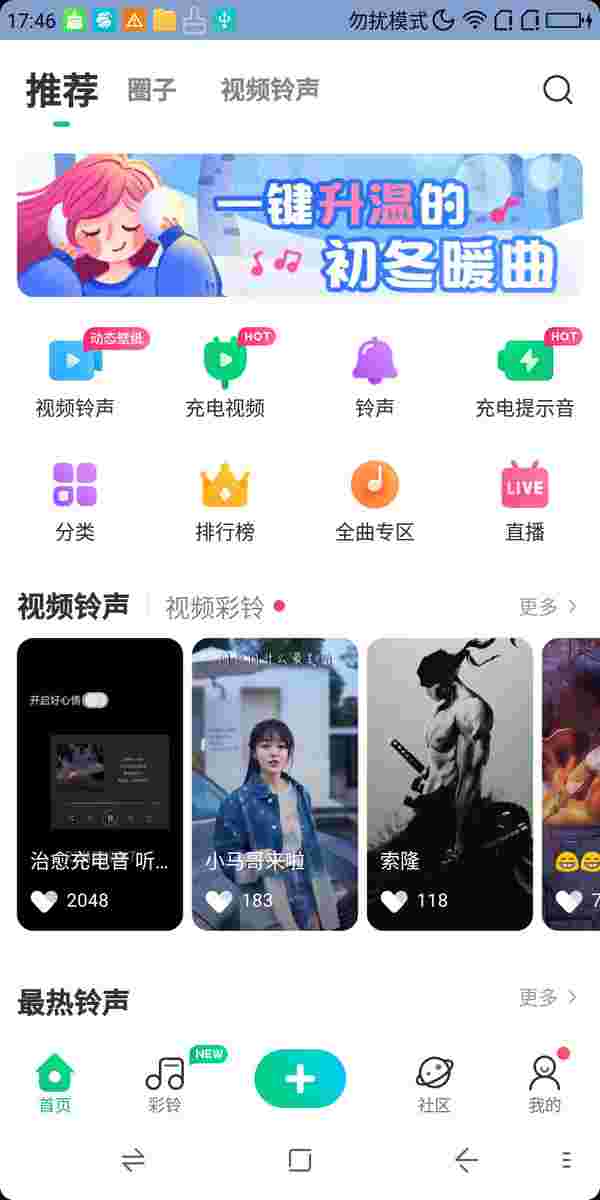 17:46
勿扰模式
推荐 圈子 视频铃声
一键升温的
初冬暖曲
动态壁纸 HOT HOT
视频铃声 充电视频 铃声 充电提示音
LIVE
分类 排行榜 全曲专区 直播
视频铃声 视频彩铃 更多
开启好心情
治愈充电音 听... 小马哥来啦 索隆
2048 183 118 7
最热铃声 更多
NEW
首页 彩铃 社区 我的